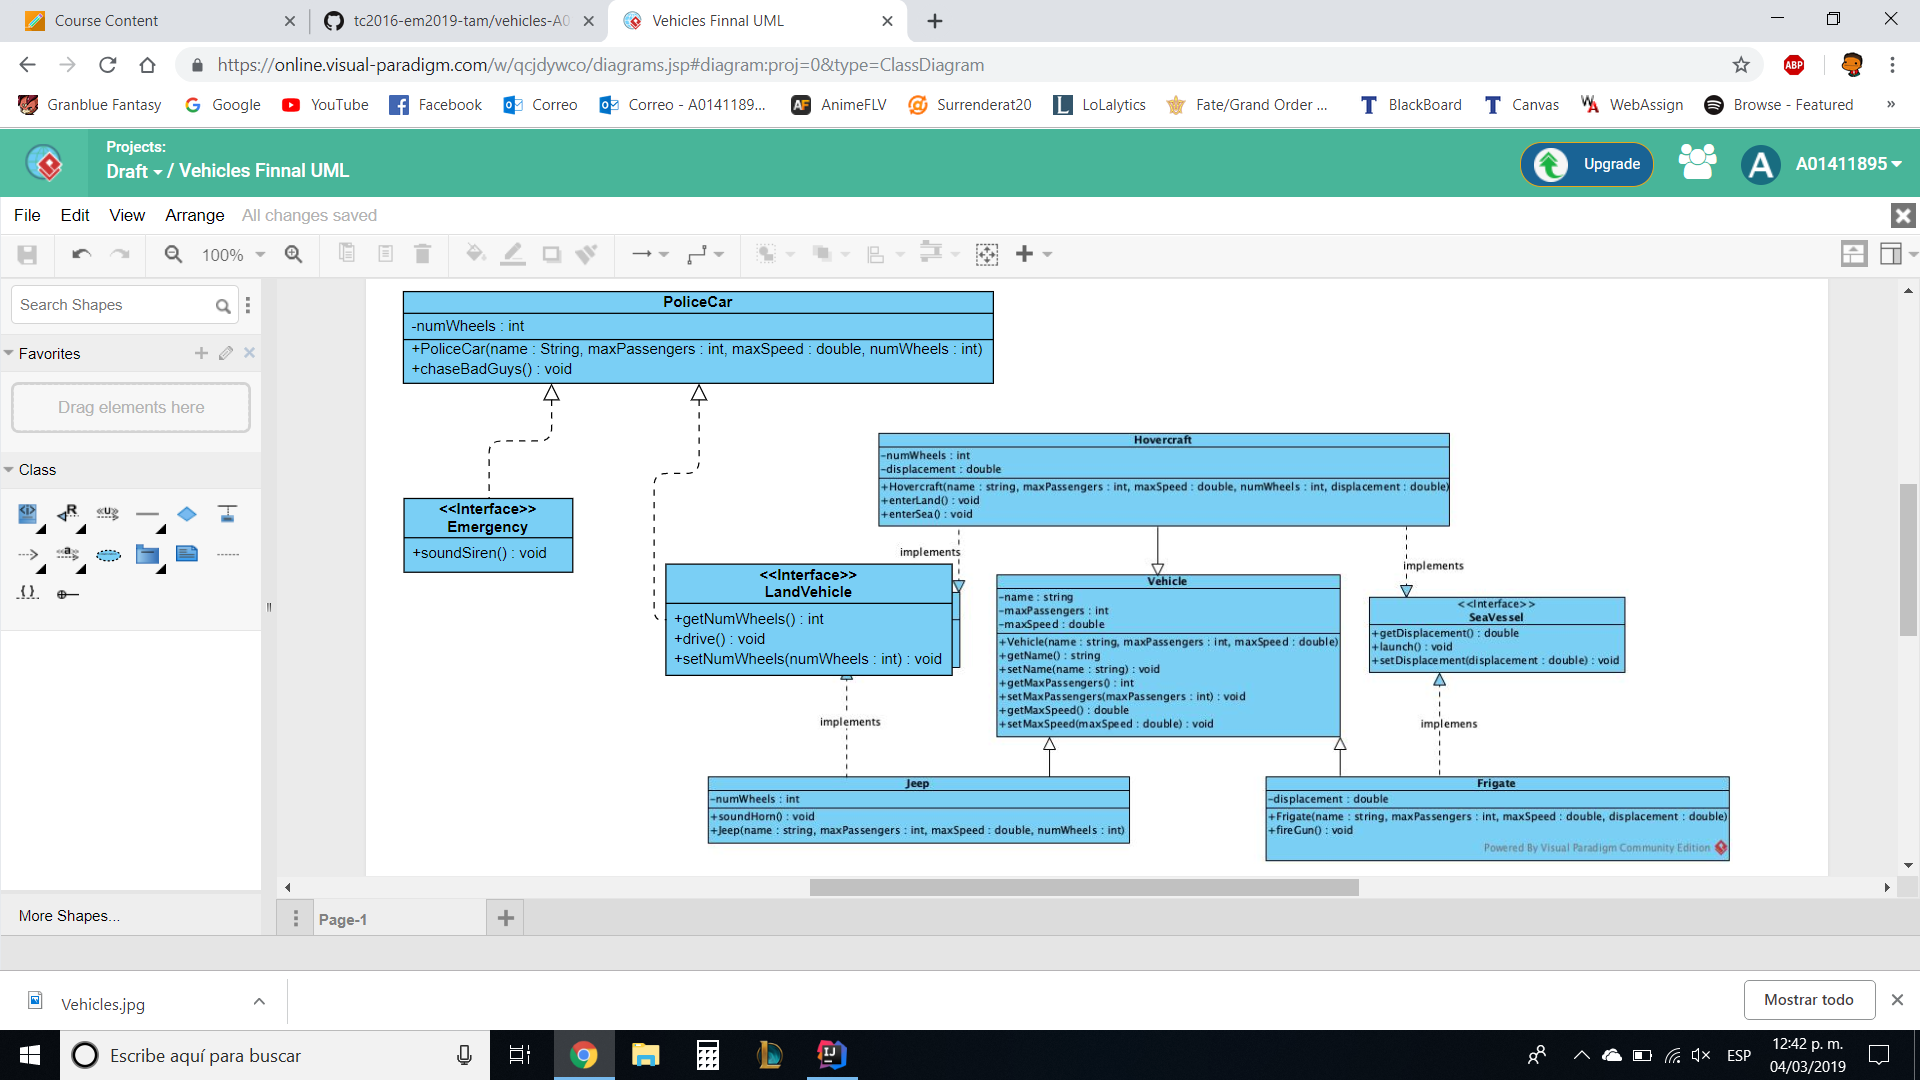 Course Content
tc2016-em2019-tam/vehicles-A0
Vehicles Finnal UML
https://online.visual-paradigm.com/w/qcjdywco/diagrams.jsp#diagram:proj=0&type=ClassDiagram
ABP
Granblue Fantasy
Google
YouTube
Facebook
Correo
Correo - A0141189...
AnimeFLV
Surrenderat20
LoLalytics
Fate/Grand Order ...
BlackBoard
Canvas
WebAssign
Browse - Featured
»
Projects:
Draft / Vehicles Finnal UML
Upgrade
A
A01411895
File Edit View Arrange All changes saved
100%
Search Shapes
Favorites
Drag elements here
Class
More Shapes...
PoliceCar
-numWheels : int
+PoliceCar(name : String, maxPassengers : int, maxSpeed : double, numWheels : int)
+chaseBadGuys() : void
<<Interface>>
Emergency
+soundSiren() : void
Hovercraft
-numWheels : int
-displacement : double
+Hovercraft(name : string, maxPassengers : int, maxSpeed : double, numWheels : int, displacement : double)
+enterLand() : void
+enterSea() : void
implements
implements
<<Interface>>
LandVehicle
+getNumWheels() : int
+drive() : void
+setNumWheels(numWheels : int) : void
Vehicle
-name : string
-maxPassengers : int
-maxSpeed : double
+Vehicle(name : string, maxPassengers : int, maxSpeed : double)
+getName() : string
+setName(name : string) : void
+getMaxPassengers() : int
+setMaxPassengers(maxPassengers : int) : void
+getMaxSpeed() : double
+setMaxSpeed(maxSpeed : double) : void
<<Interface>>
SeaVessel
+getDisplacement() : double
+launch() : void
+setDisplacement(displacement : double) : void
implements
implemens
Jeep
-numWheels : int
+soundHorn() : void
+Jeep(name : string, maxPassengers : int, maxSpeed : double, numWheels : int)
Frigate
-displacement : double
+Frigate(name : string, maxPassengers : int, maxSpeed : double, displacement : double)
+fireGun() : void
Powered By Visual Paradigm Community Edition
Page-1
Vehicles.jpg
Mostrar todo
Escribe aquí para buscar
ESP
12:42 p. m.
04/03/2019